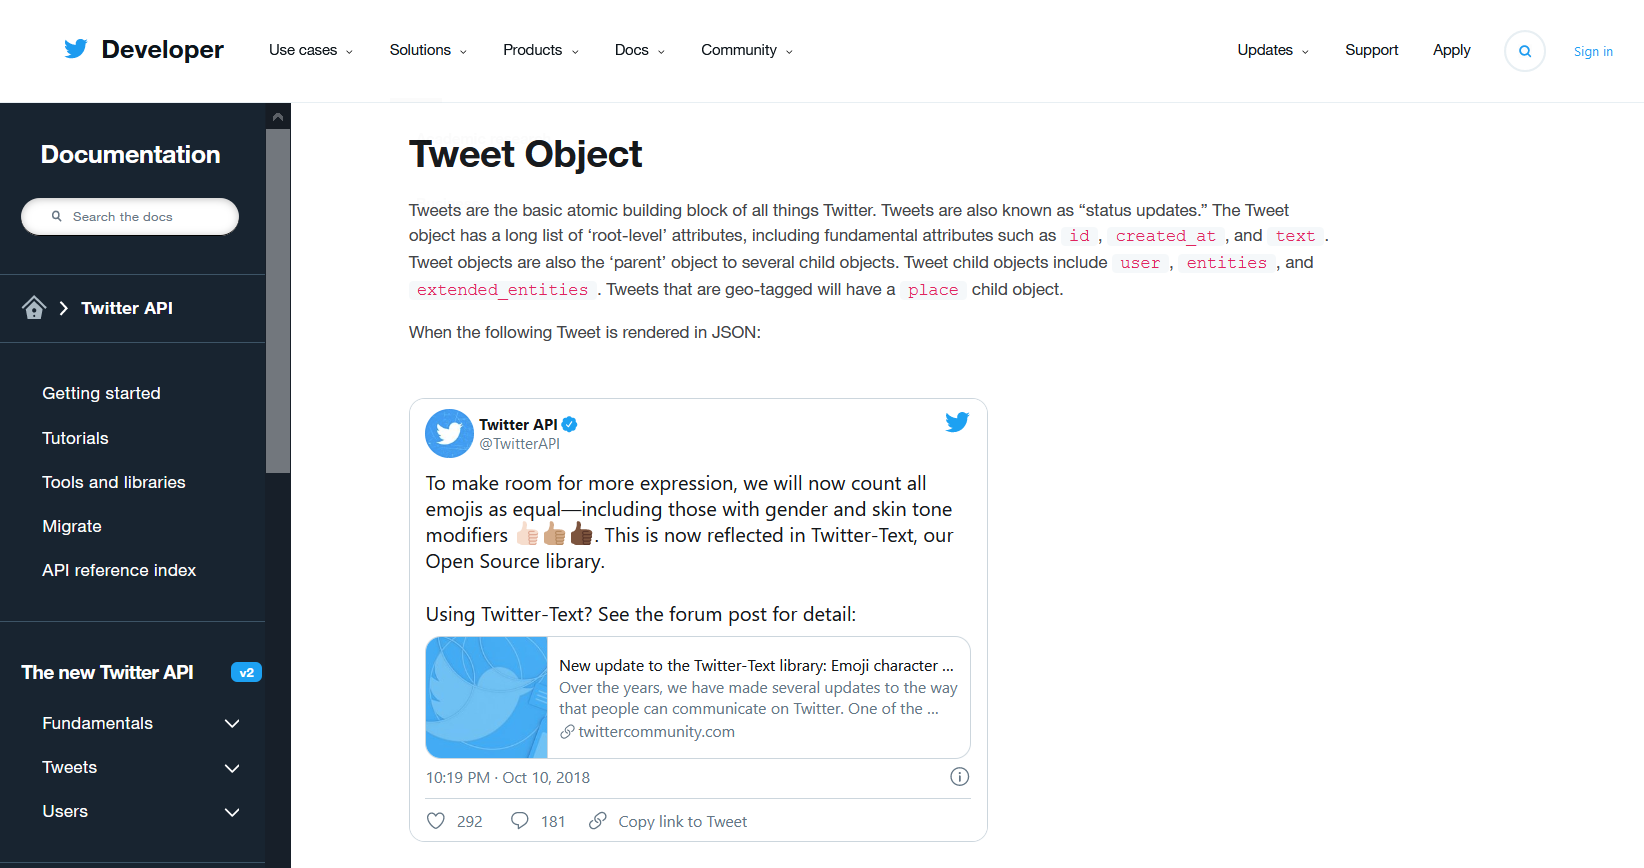 Developer
Use cases
Solutions
Products
Docs
Community
Updates
Support
Apply
Sign in
Documentation
Search the docs
Twitter API
Getting started
Tutorials
Tools and libraries
Migrate
API reference index
The new Twitter API
v2
Fundamentals
Tweets
Users
Tweet Object
Tweets are the basic atomic building block of all things Twitter. Tweets are also known as “status updates.” The Tweet
object has a long list of ‘root-level’ attributes, including fundamental attributes such as id , created_at , and text .
Tweet objects are also the ‘parent’ object to several child objects. Tweet child objects include user , entities , and
extended_entities . Tweets that are geo-tagged will have a place child object.
When the following Tweet is rendered in JSON:
Twitter API
@TwitterAPI
To make room for more expression, we will now count all
emojis as equal—including those with gender and skin tone
modifiers 👍🏻👍🏽👍🏿. This is now reflected in Twitter-Text, our
Open Source library.
Using Twitter-Text? See the forum post for detail:
New update to the Twitter-Text library: Emoji character ...
Over the years, we have made several updates to the way
that people can communicate on Twitter. One of the ...
twittercommunity.com
10:19 PM · Oct 10, 2018
292
181
Copy link to Tweet